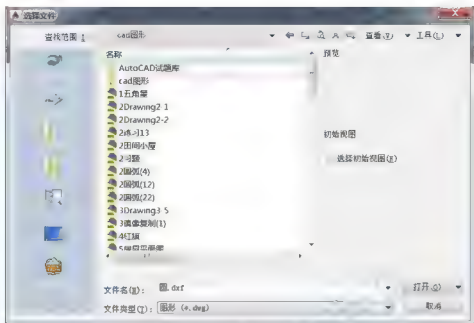 选择文件
查找范围 I cad图形 查看(V) 工具(L)
名称 预览
AutoCAD试题库
cad图形
1五角星
2Drawing2-1
2Drawing2-2
2练习13
2田间小屋
2习题
2圆弧(4)
2圆弧(12)
2圆弧(22)
3Drawing3-5
3镜像复制(1)
4红旗
初始视图
选择初始视图(E)
文件名(N): 圆.dxf 打开(O)
文件类型(T): 图形 (*.dwg) 取消